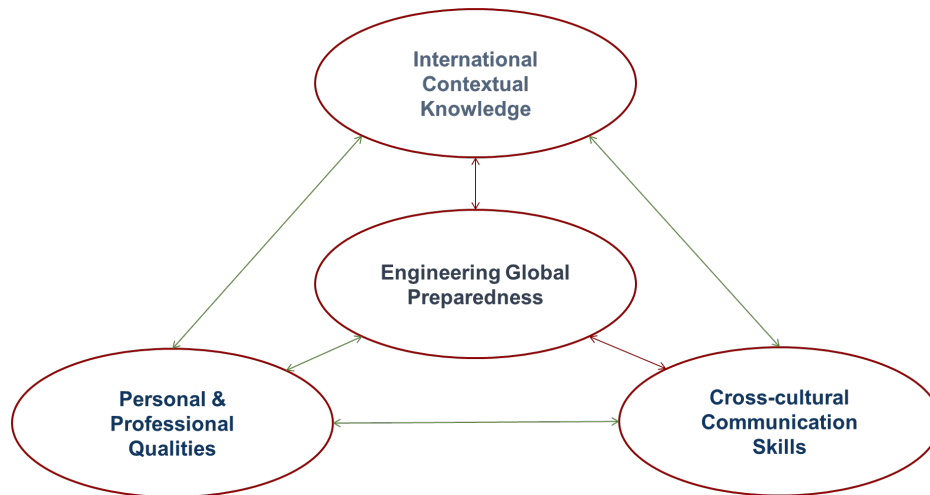 International
Contextual
Knowledge
Engineering Global
Preparedness
Personal &
Professional
Qualities
Cross-cultural
Communication
Skills